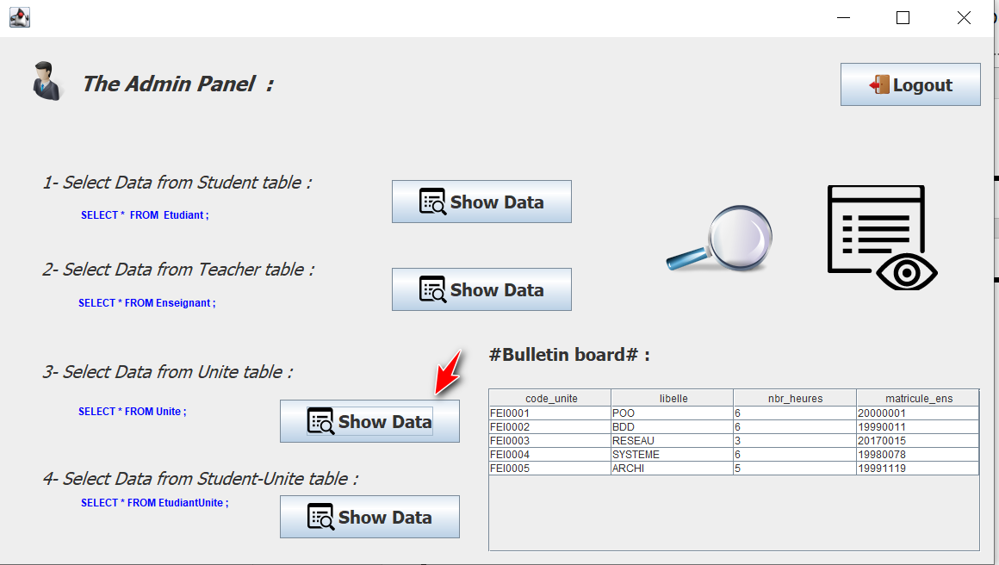 The Admin Panel :
Logout
1- Select Data from Student table :
SELECT * FROM Etudiant ;
Show Data
2- Select Data from Teacher table :
SELECT * FROM Enseignant ;
Show Data
3- Select Data from Unite table :
SELECT * FROM Unite ;
Show Data
4- Select Data from Student-Unite table :
SELECT * FROM EtudiantUnite ;
Show Data
#Bulletin board# :
code_unite libelle nbr_heures matricule_ens
FEI0001 POO 6 20000001
FEI0002 BDD 6 19990011
FEI0003 RESEAU 3 20170015
FEI0004 SYSTEME 6 19980078
FEI0005 ARCHI 5 19991119